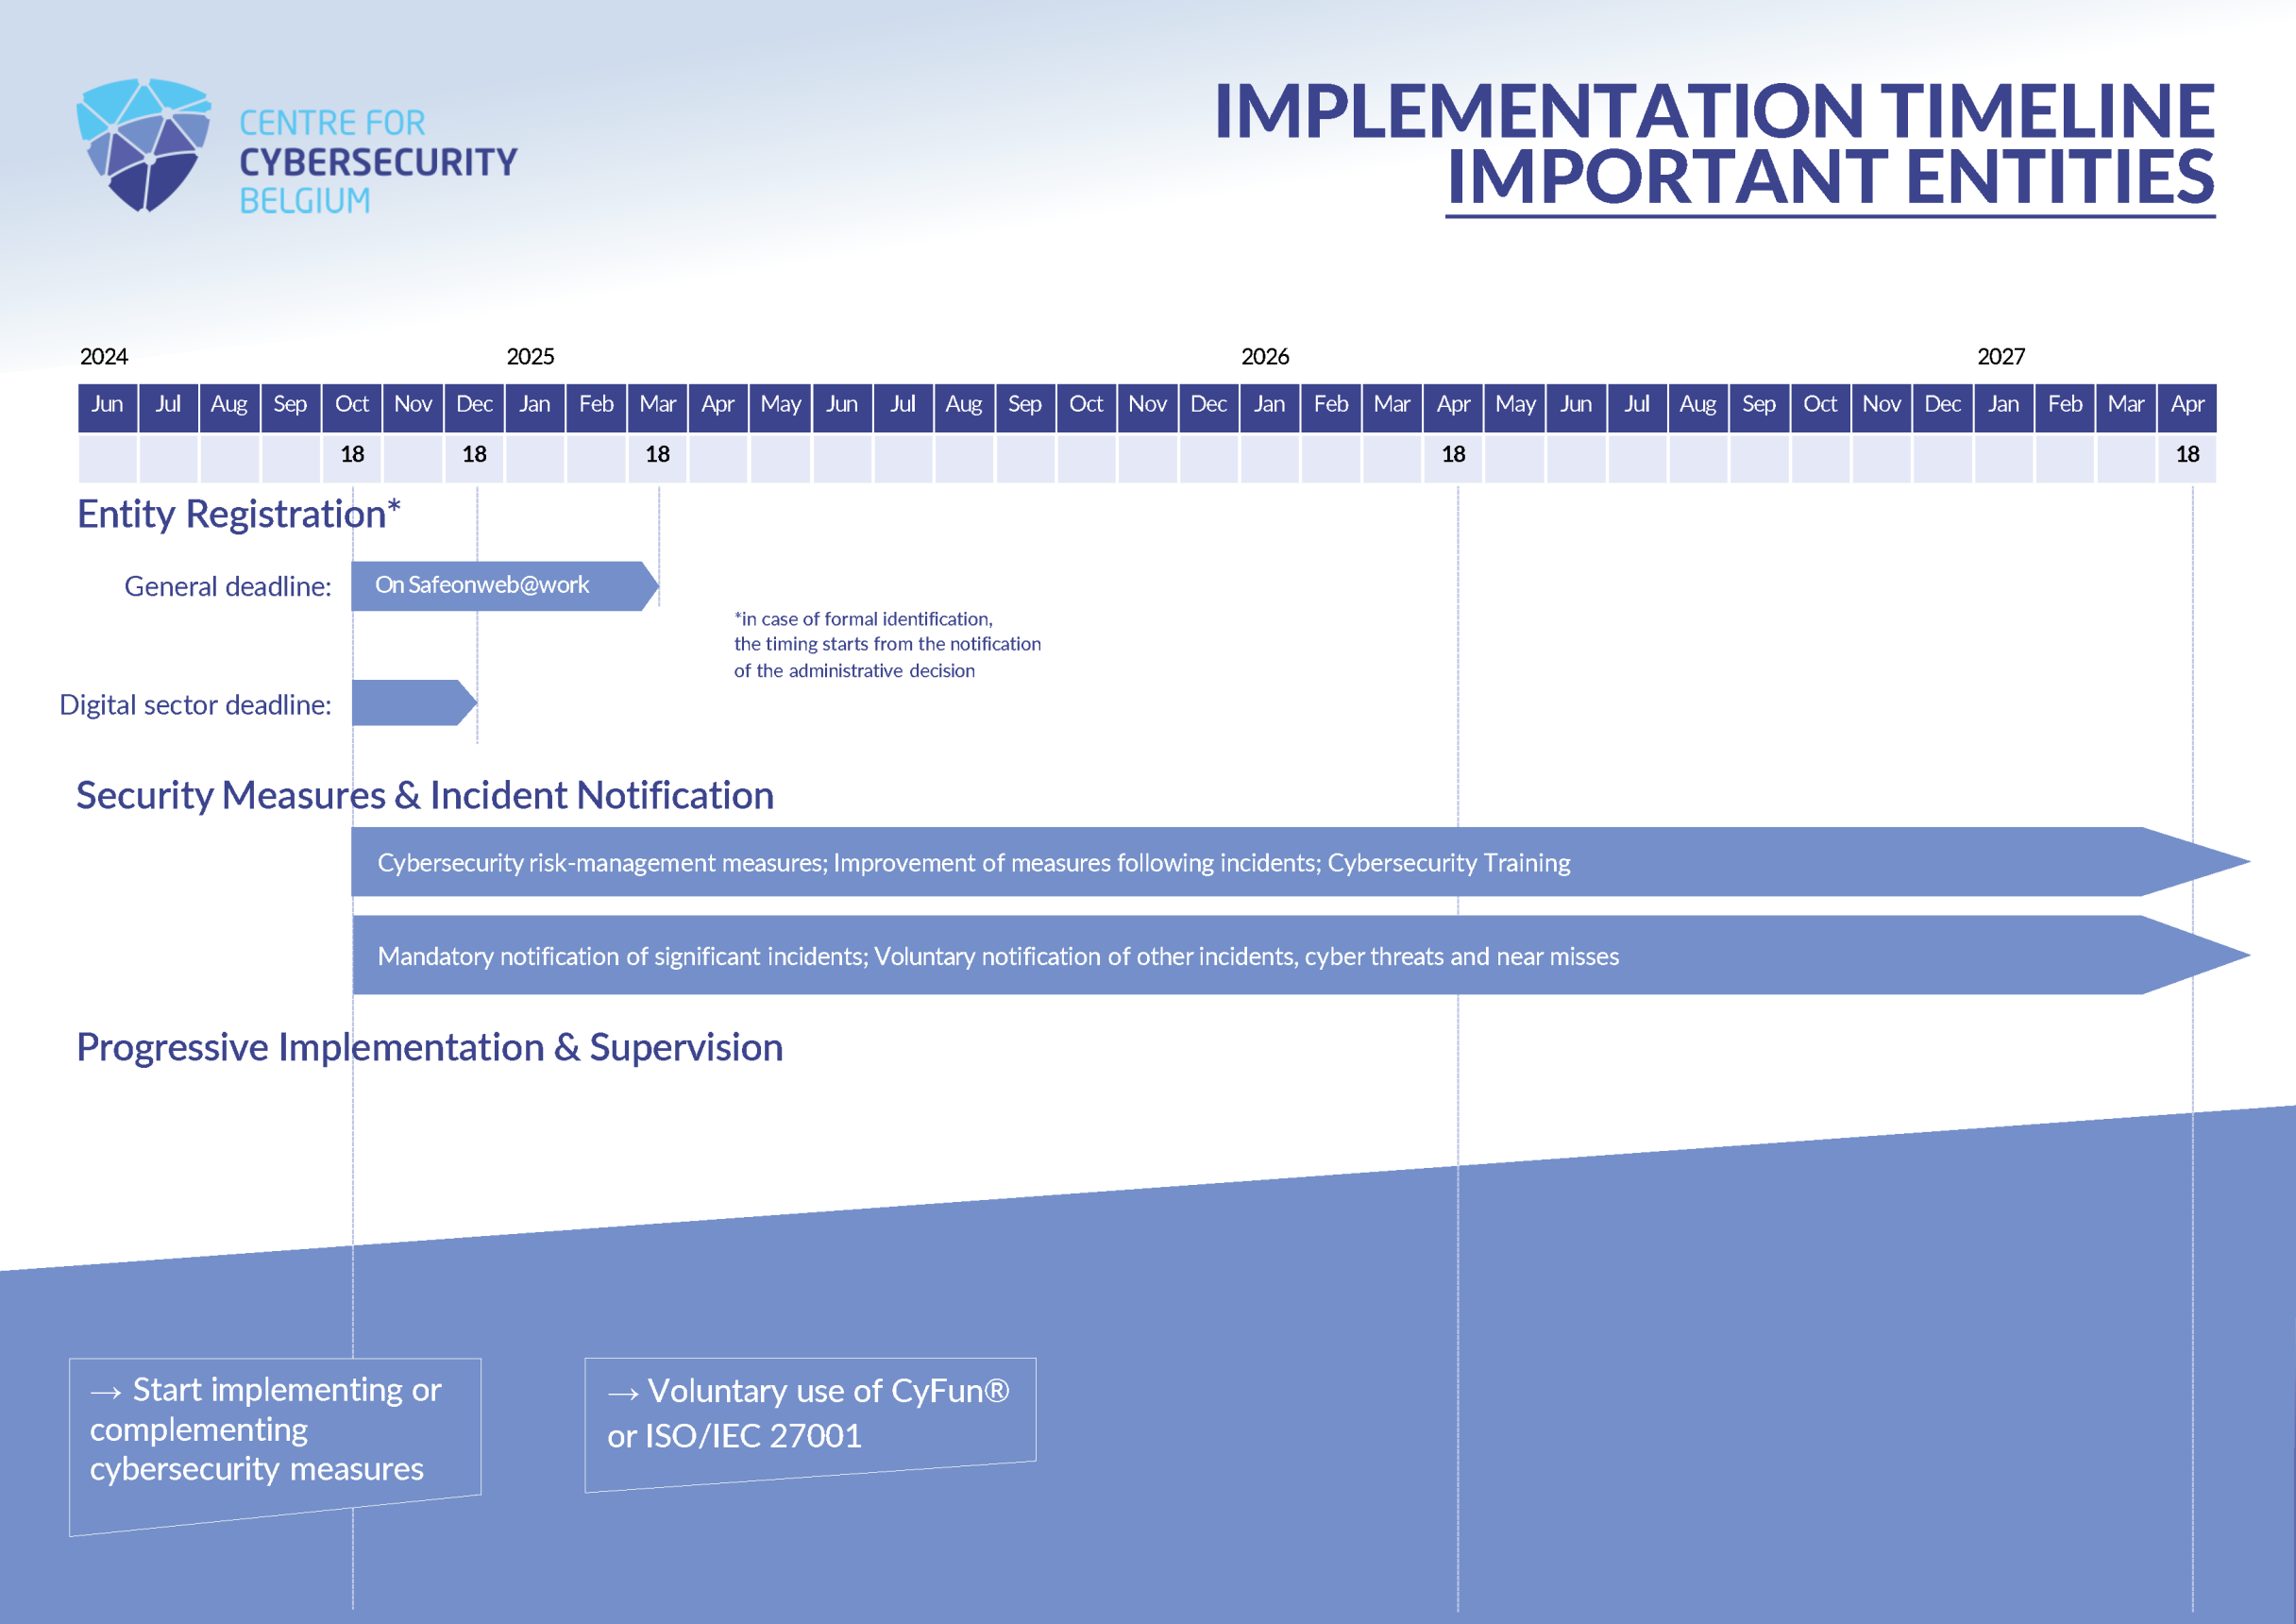 CENTRE FOR
CYBERSECURITY
BELGIUM
IMPLEMENTATION TIMELINE
IMPORTANT ENTITIES
2024 2025 2026 2027
Jun Jul Aug Sep Oct Nov Dec Jan Feb Mar Apr May Jun Jul Aug Sep Oct Nov Dec Jan Feb Mar Apr May Jun Jul Aug Sep Oct Nov Dec Jan Feb Mar Apr
18 18 18 18 18
Entity Registration*
General deadline: On Safeonweb@work
*in case of formal identification,
the timing starts from the notification
of the administrative decision
Digital sector deadline:
Security Measures & Incident Notification
Cybersecurity risk-management measures; Improvement of measures following incidents; Cybersecurity Training
Mandatory notification of significant incidents; Voluntary notification of other incidents, cyber threats and near misses
Progressive Implementation & Supervision
→ Start implementing or
complementing
cybersecurity measures
→ Voluntary use of CyFun®
or ISO/IEC 27001